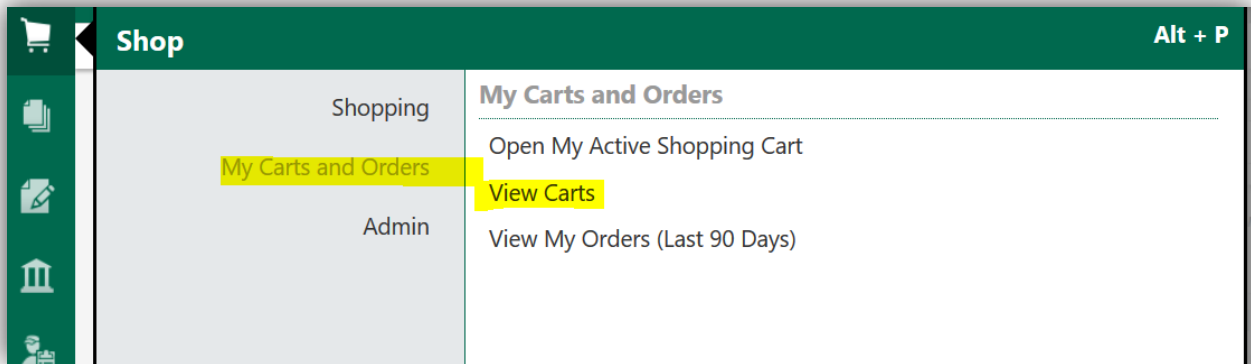 Shop
Alt + P
Shopping
My Carts and Orders
Admin
My Carts and Orders
Open My Active Shopping Cart
View Carts
View My Orders (Last 90 Days)